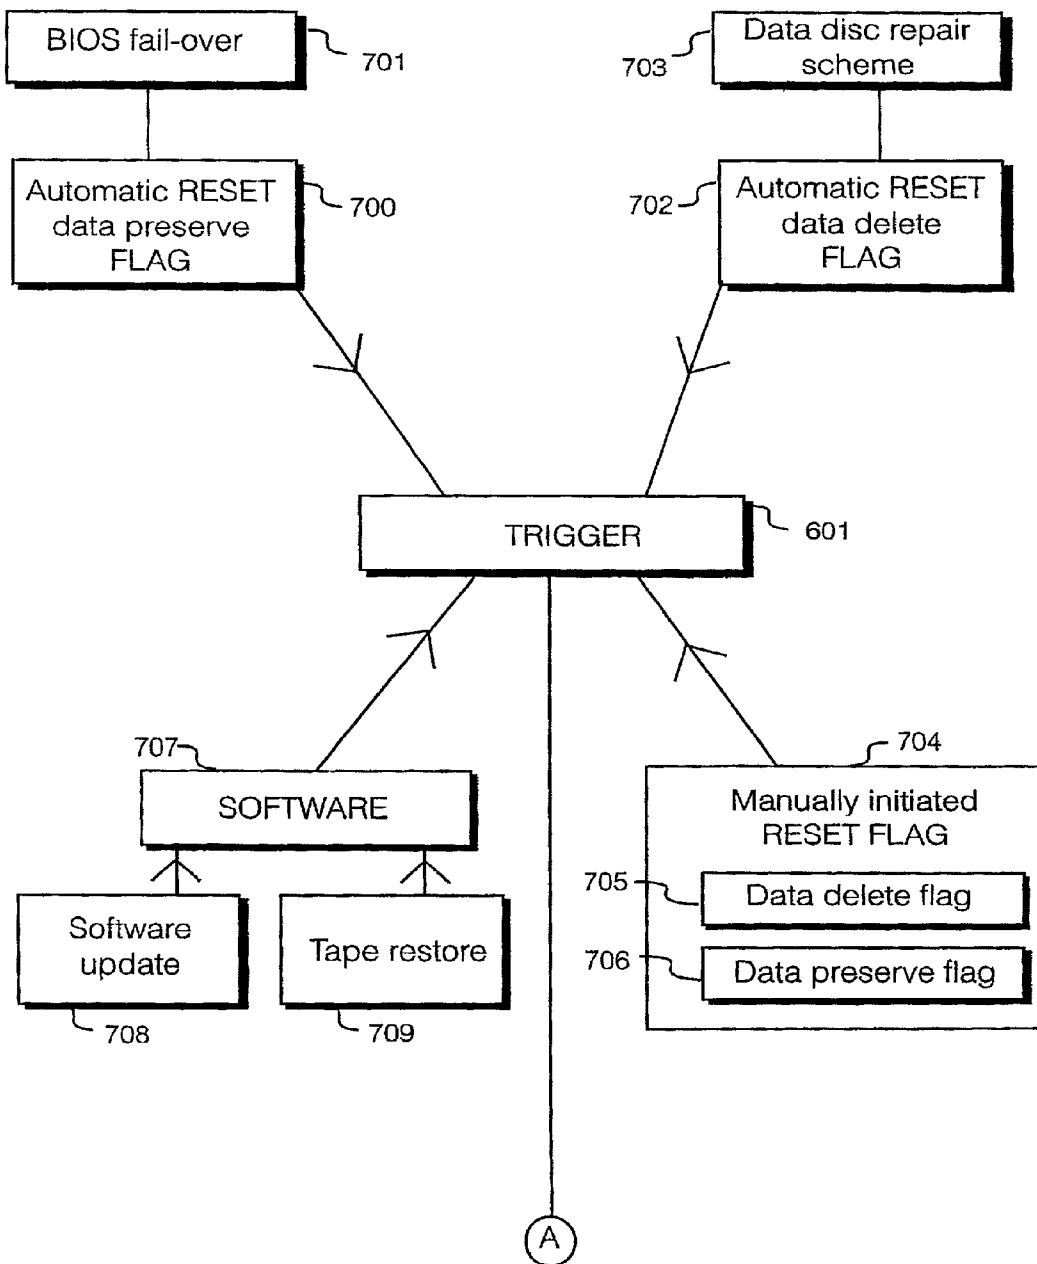 BIOS fail-over
701
703
Data disc repair
scheme
Automatic RESET
data preserve
FLAG
700
702
Automatic RESET
data delete
FLAG
TRIGGER
601
707
SOFTWARE
704
Manually initiated
RESET FLAG
705
Data delete flag
706
Data preserve flag
Software
update
Tape restore
708
709
A